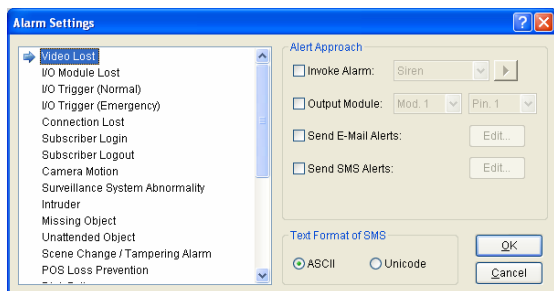 Alarm Settings
Video Lost
I/O Module Lost
I/O Trigger (Normal)
I/O Trigger (Emergency)
Connection Lost
Subscriber Login
Subscriber Logout
Camera Motion
Surveillance System Abnormality
Intruder
Missing Object
Unattended Object
Scene Change / Tampering Alarm
POS Loss Prevention
Alert Approach
Invoke Alarm: Siren
Output Module: Mod. 1 Pin. 1
Send E-Mail Alerts: Edit...
Send SMS Alerts: Edit...
Text Format of SMS
ASCII Unicode
OK
Cancel